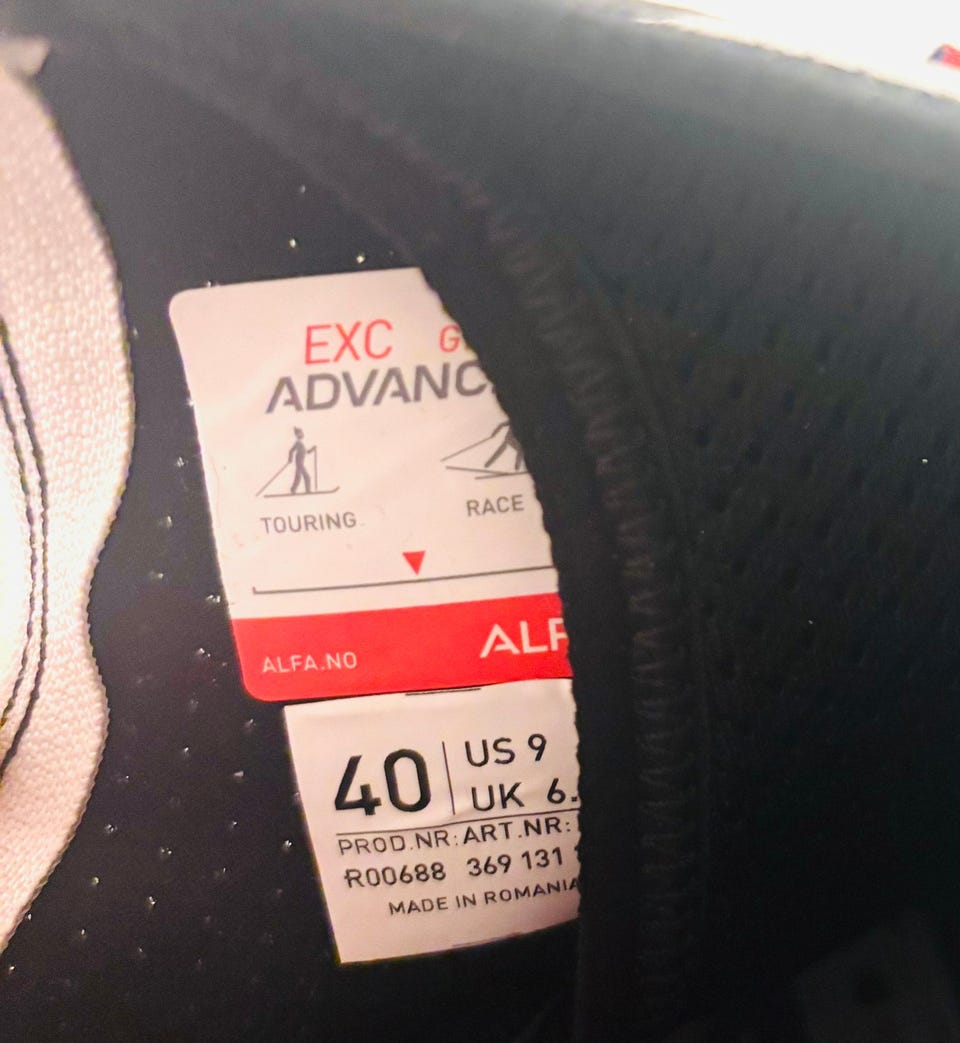 EXC G
ADVANC
TOURING RACE
ALF
ALFA.NO
40 US 9
UK 6.
PROD.NR: ART.NR:
R00688 369 131
MADE IN ROMANIA